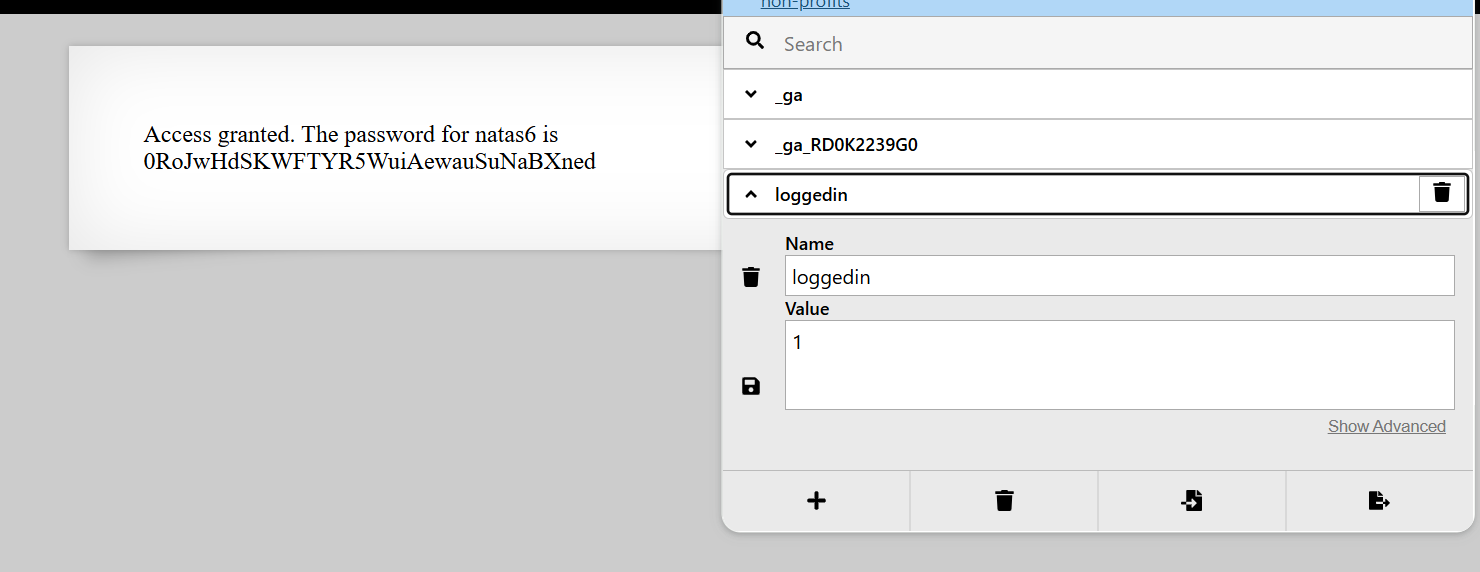 non-profits
Search
_ga
_ga_RD0K2239G0
Access granted. The password for natas6 is
0RoJwHdSKWFTYR5WuiAewauSuNaBXned
loggedin
Name
loggedin
Value
1
Show Advanced